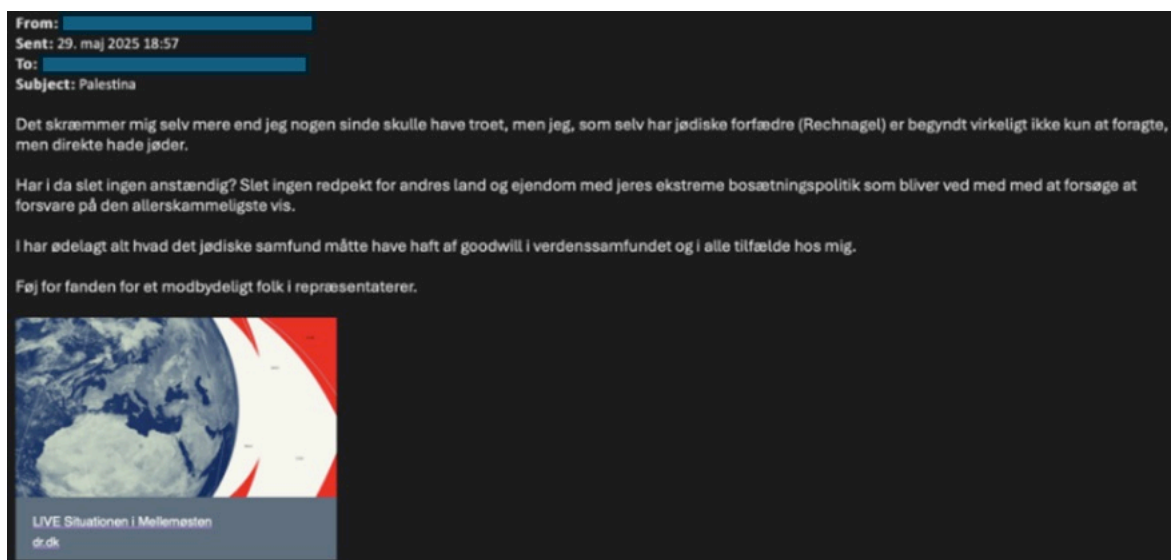 From:
Sent: 29. maj 2025 18:57
To:
Subject: Palestina
Det skræmmer mig selv mere end jeg nogen sinde skulle have troet, men jeg, som selv har jødiske forfædre (Rechnagel) er begyndt virkeligt ikke kun at foragte,
men direkte hade jøder.
Har i da slet ingen anstændig? Slet ingen redpekt for andres land og ejendom med jeres ekstreme bosætningspolitik som bliver ved med med at forsøge at
forsvare på den allerskammeligste vis.
I har ødelagt alt hvad det jødiske samfund måtte have haft af goodwill i verdenssamfundet og i alle tilfælde hos mig.
Føj for fanden for et modbydeligt folk i repræsentaterer.
LIVE Situationen i Mellemøsten
dr.dk